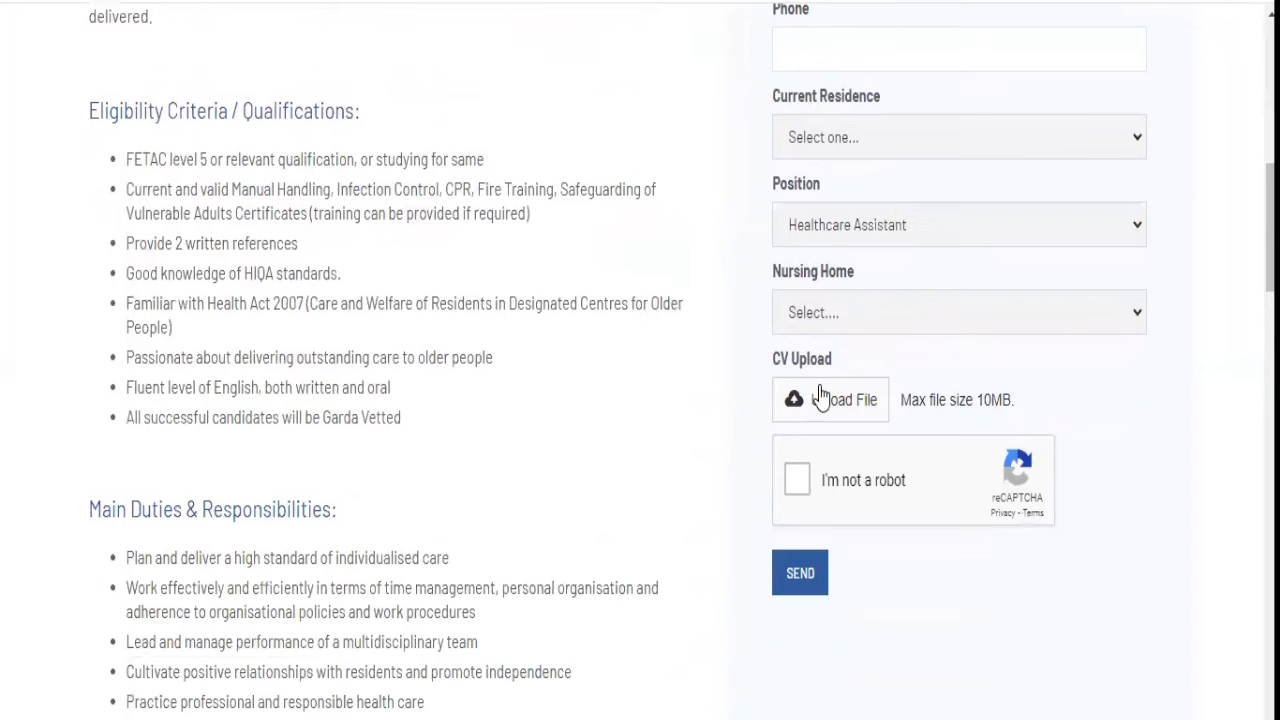 delivered.
Eligibility Criteria / Qualifications:
• FETAC level 5 or relevant qualification, or studying for same
• Current and valid Manual Handling, Infection Control, CPR, Fire Training, Safeguarding of
Vulnerable Adults Certificates (training can be provided if required)
• Provide 2 written references
• Good knowledge of HIQA standards.
• Familiar with Health Act 2007 (Care and Welfare of Residents in Designated Centres for Older
People)
• Passionate about delivering outstanding care to older people
• Fluent level of English, both written and oral
• All successful candidates will be Garda Vetted
Main Duties & Responsibilities:
• Plan and deliver a high standard of individualised care
• Work effectively and efficiently in terms of time management, personal organisation and
adherence to organisational policies and work procedures
• Lead and manage performance of a multidisciplinary team
• Cultivate positive relationships with residents and promote independence
• Practice professional and responsible health care
Phone
Current Residence
Select one...
Position
Healthcare Assistant
Nursing Home
Select....
CV Upload
Upload File Max file size 10MB.
I'm not a robot
reCAPTCHA
Privacy - Terms
SEND